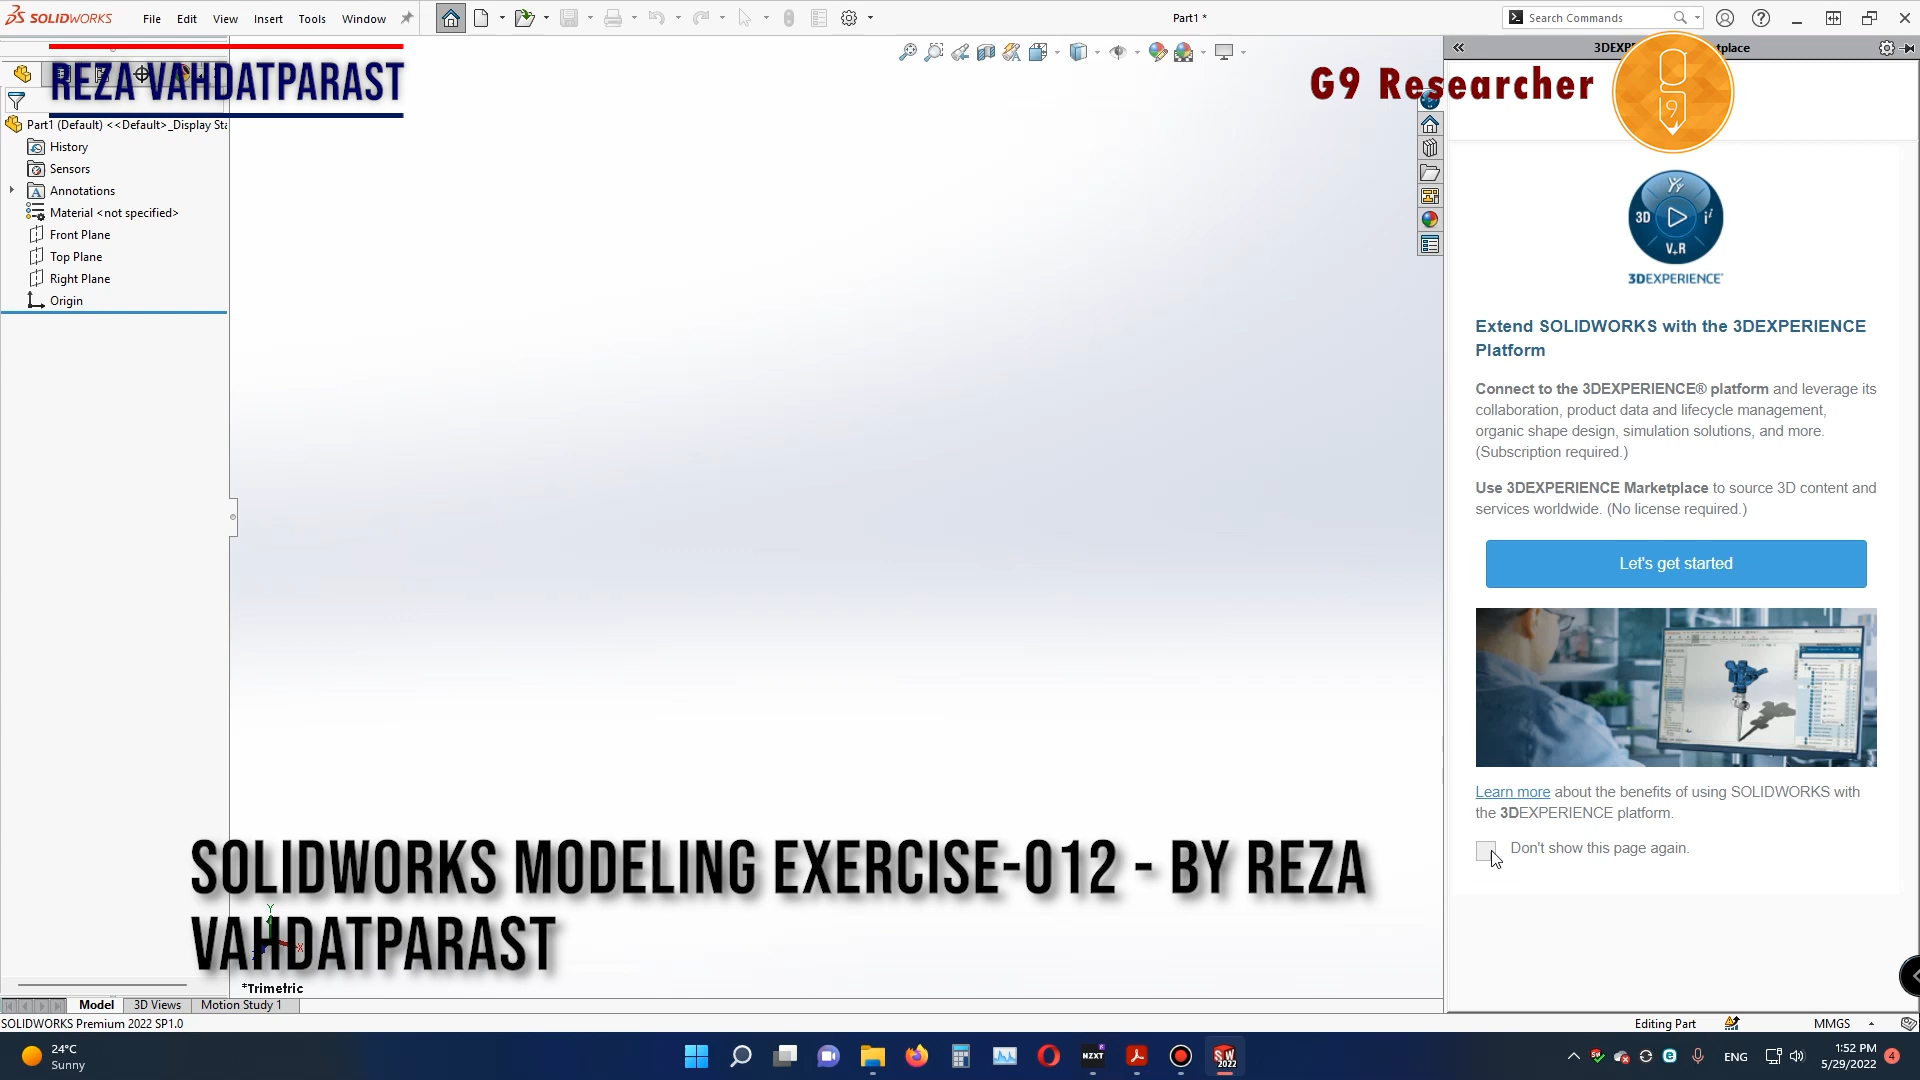 SOLIDWORKS File Edit View Insert Tools Window
Part1 *
Search Commands
REZA VAHDATPARAST
G9 Researcher
Part1 (Default) <<Default>_Display Sta
History
Sensors
Annotations
Material <not specified>
Front Plane
Top Plane
Right Plane
Origin
3D
V+R
3DEXPERIENCE
Extend SOLIDWORKS with the 3DEXPERIENCE
Platform
Connect to the 3DEXPERIENCE® platform and leverage its
collaboration, product data and lifecycle management,
organic shape design, simulation solutions, and more.
(Subscription required.)
Use 3DEXPERIENCE Marketplace to source 3D content and
services worldwide. (No license required.)
Let's get started
Learn more about the benefits of using SOLIDWORKS with
the 3DEXPERIENCE platform.
Don't show this page again.
SOLIDWORKS MODELING EXERCISE-012 - BY REZA
VAHDATPARAST
*Trimetric
Model 3D Views Motion Study 1
SOLIDWORKS Premium 2022 SP1.0
Editing Part
MMGS
24°C
Sunny
NZXT
SW
2022
ENG
1:52 PM
5/29/2022
4